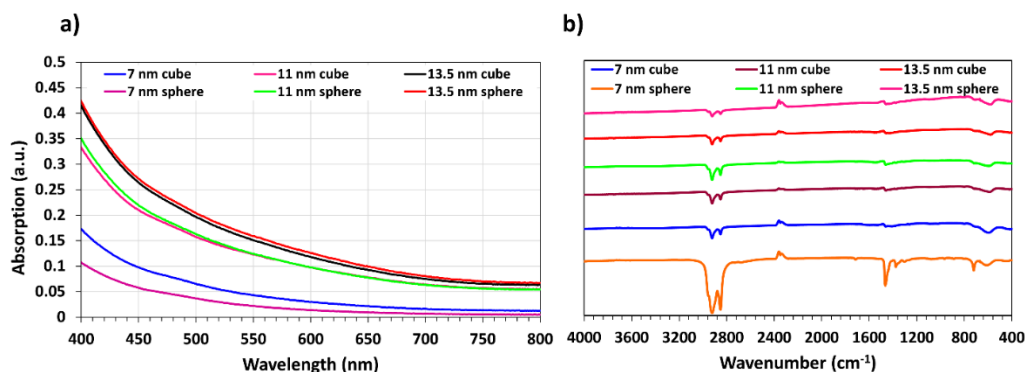 a)
0.5
7 nm cube 11 nm cube 13.5 nm cube
7 nm sphere 11 nm sphere 13.5 nm sphere
0.45
0.4
0.35
0.3
0.25
0.2
0.15
0.1
0.05
0
Absorption (a.u.)
400 450 500 550 600 650 700 750 800
Wavelength (nm)
b)
7 nm cube 11 nm cube 13.5 nm cube
7 nm sphere 11 nm sphere 13.5 nm sphere
4000 3600 3200 2800 2400 2000 1600 1200 800 400
Wavenumber (cm⁻¹)